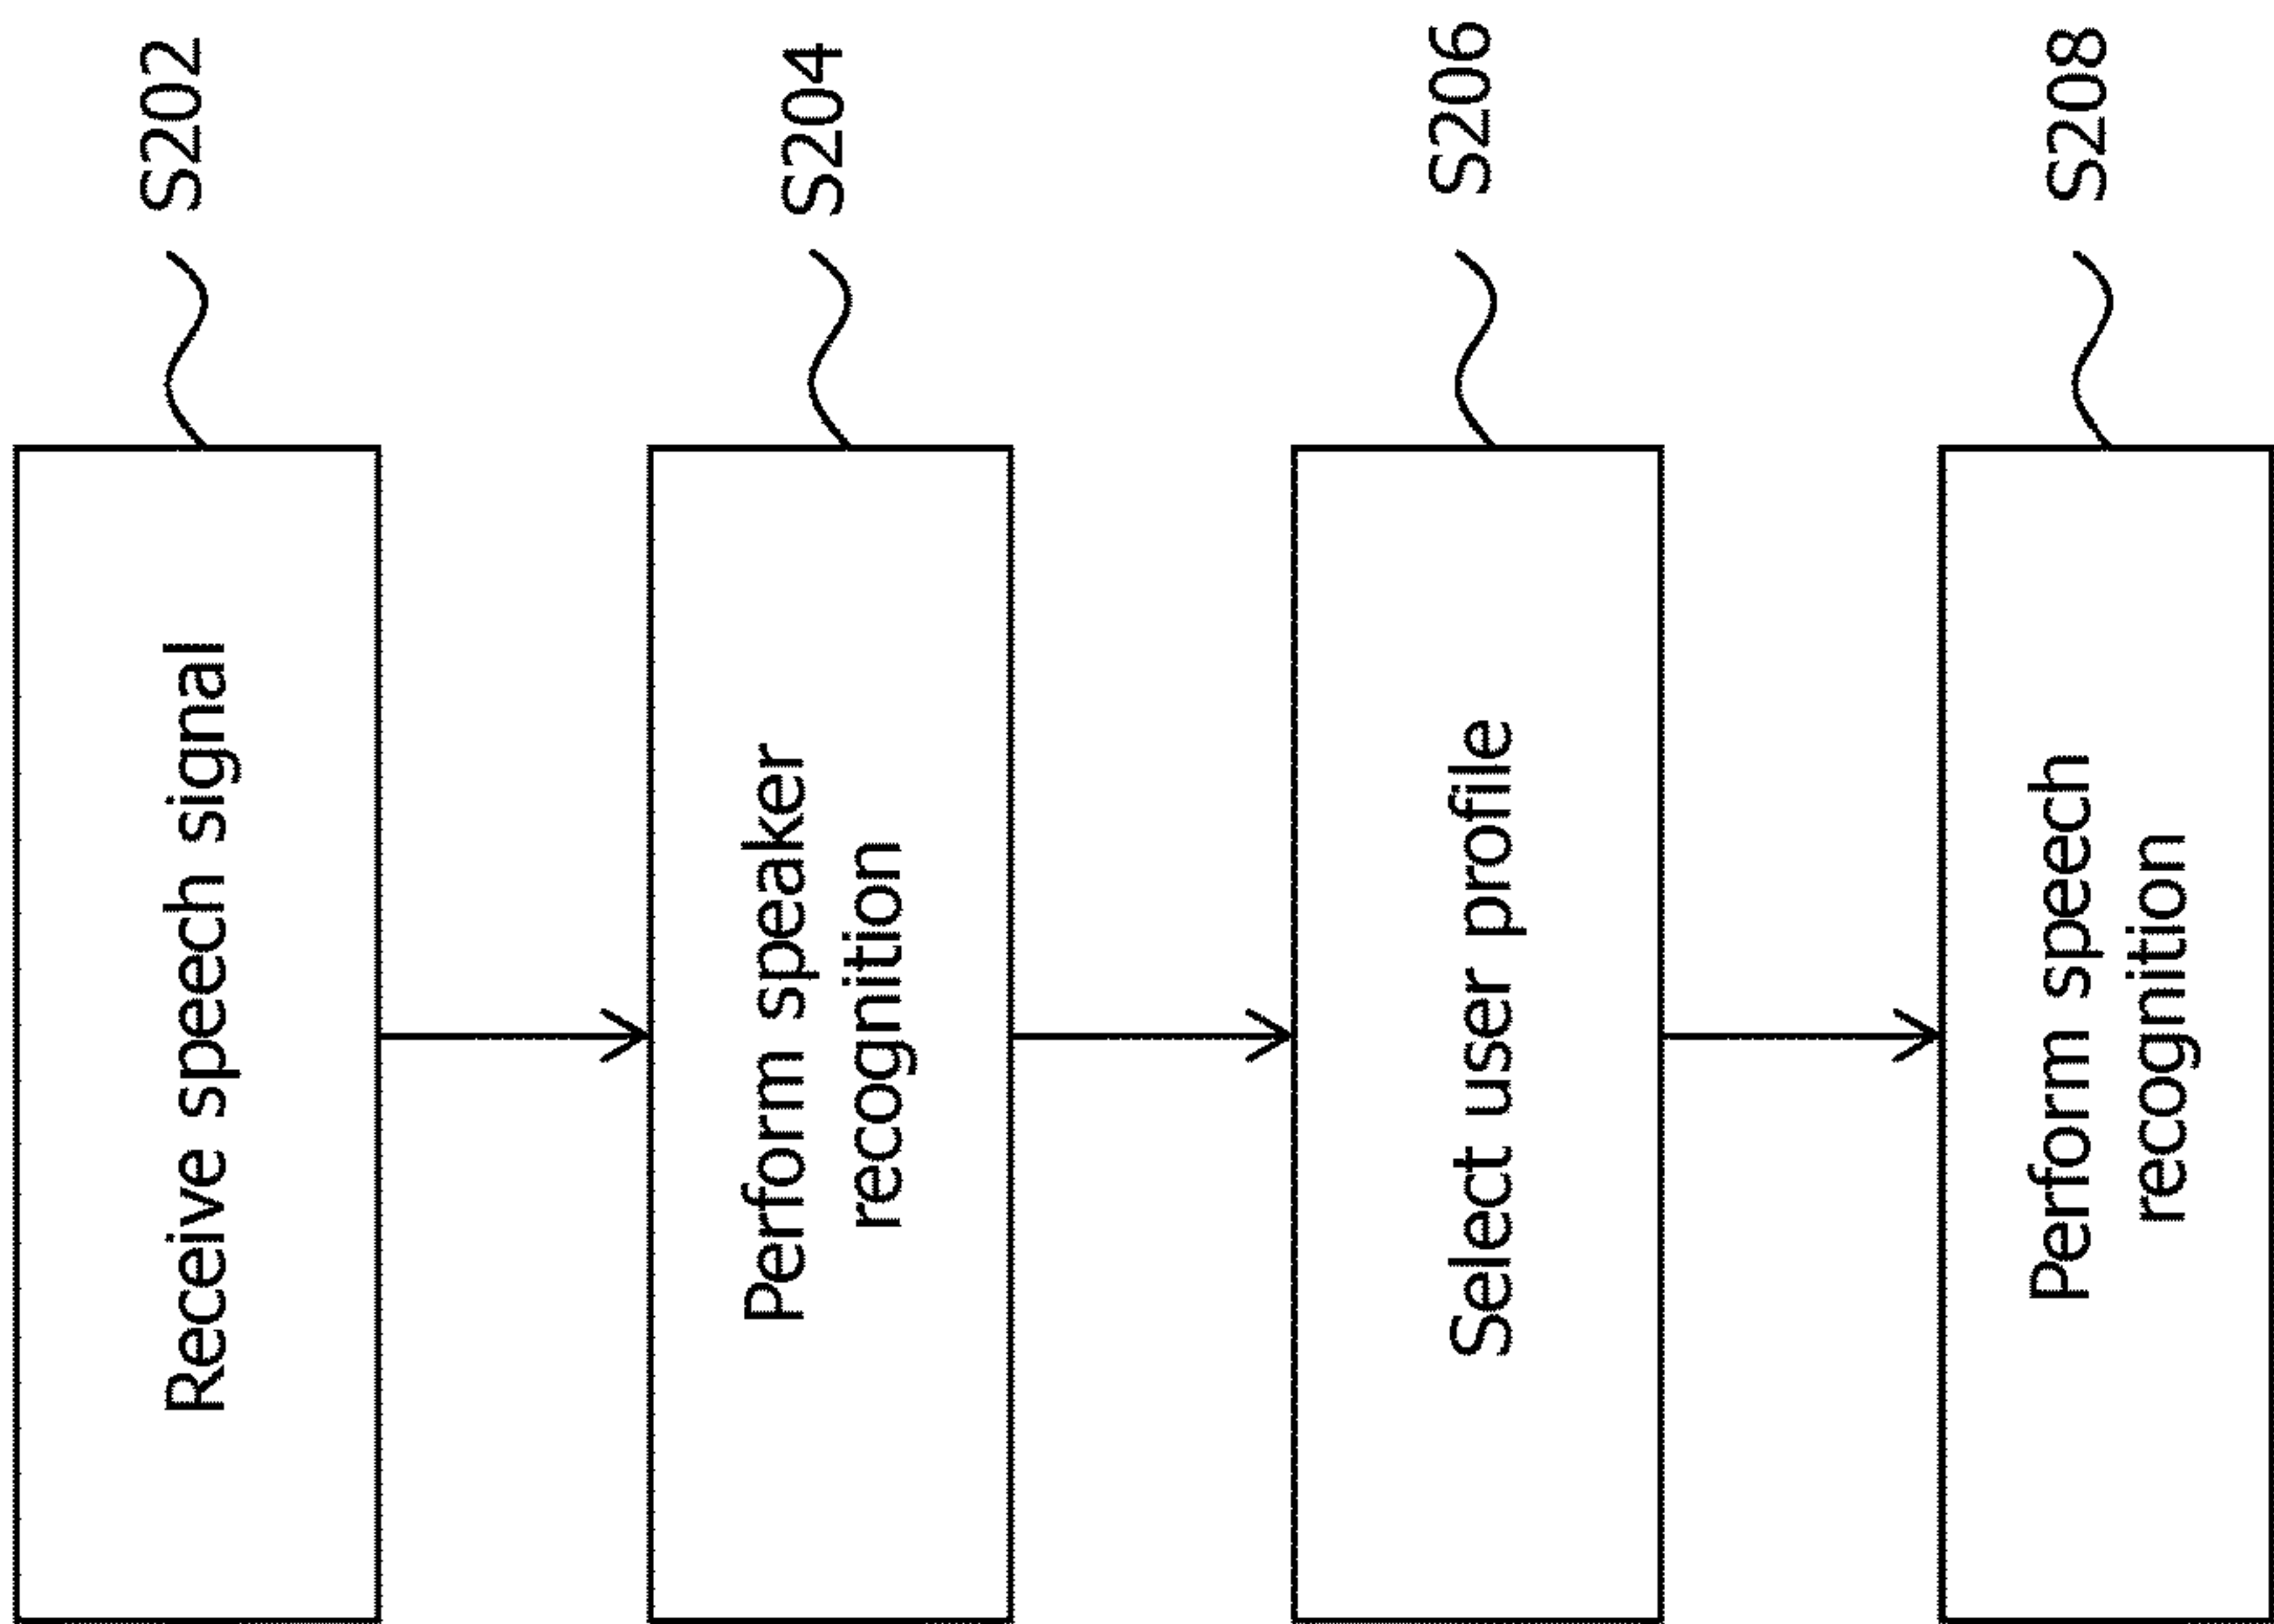 Receive speech signal
S202
Perform speaker
recognition
S204
Select user profile
S206
Perform speech
recognition
S208